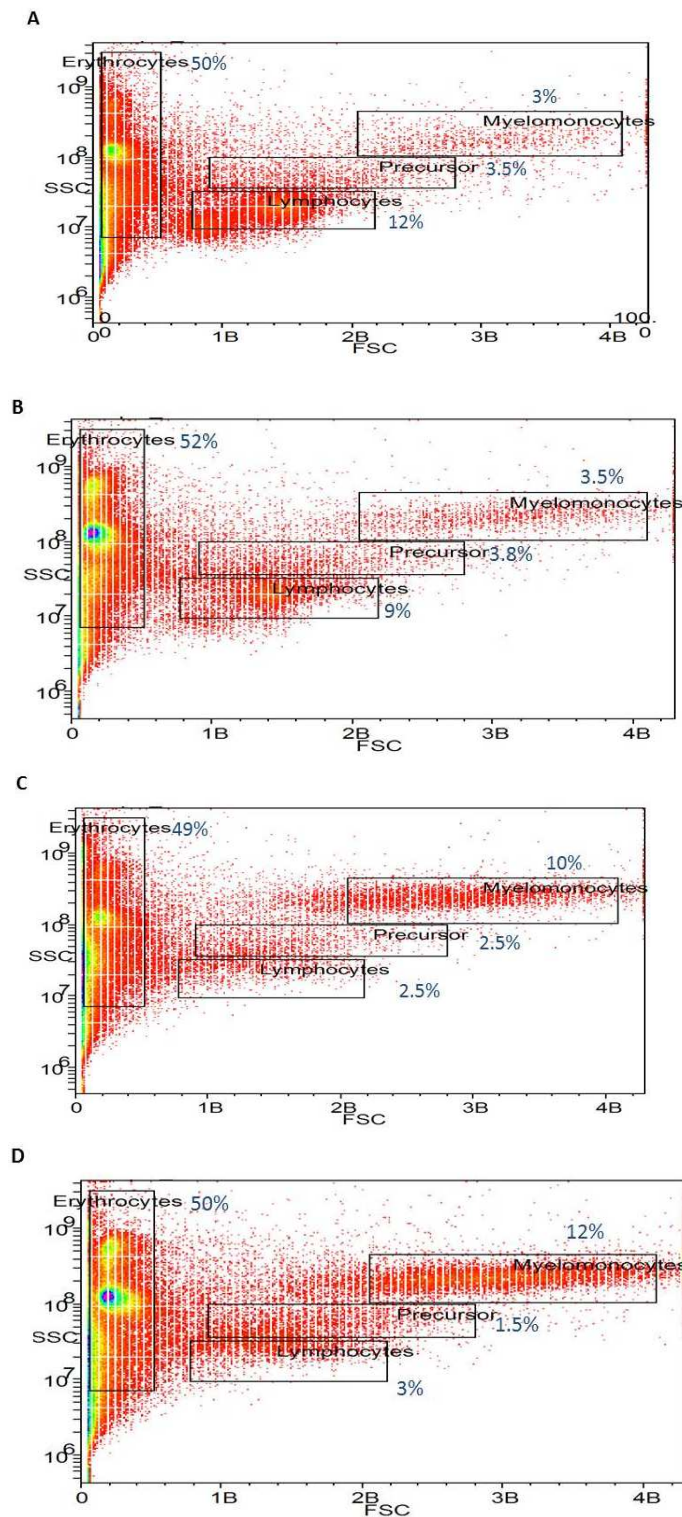 A
Erythrocytes 50%
10⁹
3%
Myelomonocytes
10⁸
Precursor 3.5%
SSC
Lymphocytes
10⁷
12%
10⁶
0 100.
0 1B 2B 3B 4B 0
FSC
B
Erythrocytes 52%
10⁹
3.5%
Myelomonocytes
10⁸
Precursor 3.8%
SSC
Lymphocytes
10⁷
9%
10⁶
0 1B 2B 3B 4B
FSC
C
Erythrocytes 49%
10⁹
10%
Myelomonocytes
10⁸
Precursor
2.5%
SSC
Lymphocytes
10⁷
2.5%
10⁶
0 1B 2B 3B 4B
FSC
D
Erythrocytes 50%
10⁹
12%
Myelomonocytes
10⁸
Precursor
1.5%
SSC
Lymphocytes
10⁷
3%
10⁶
0 1B 2B 3B 4B
FSC